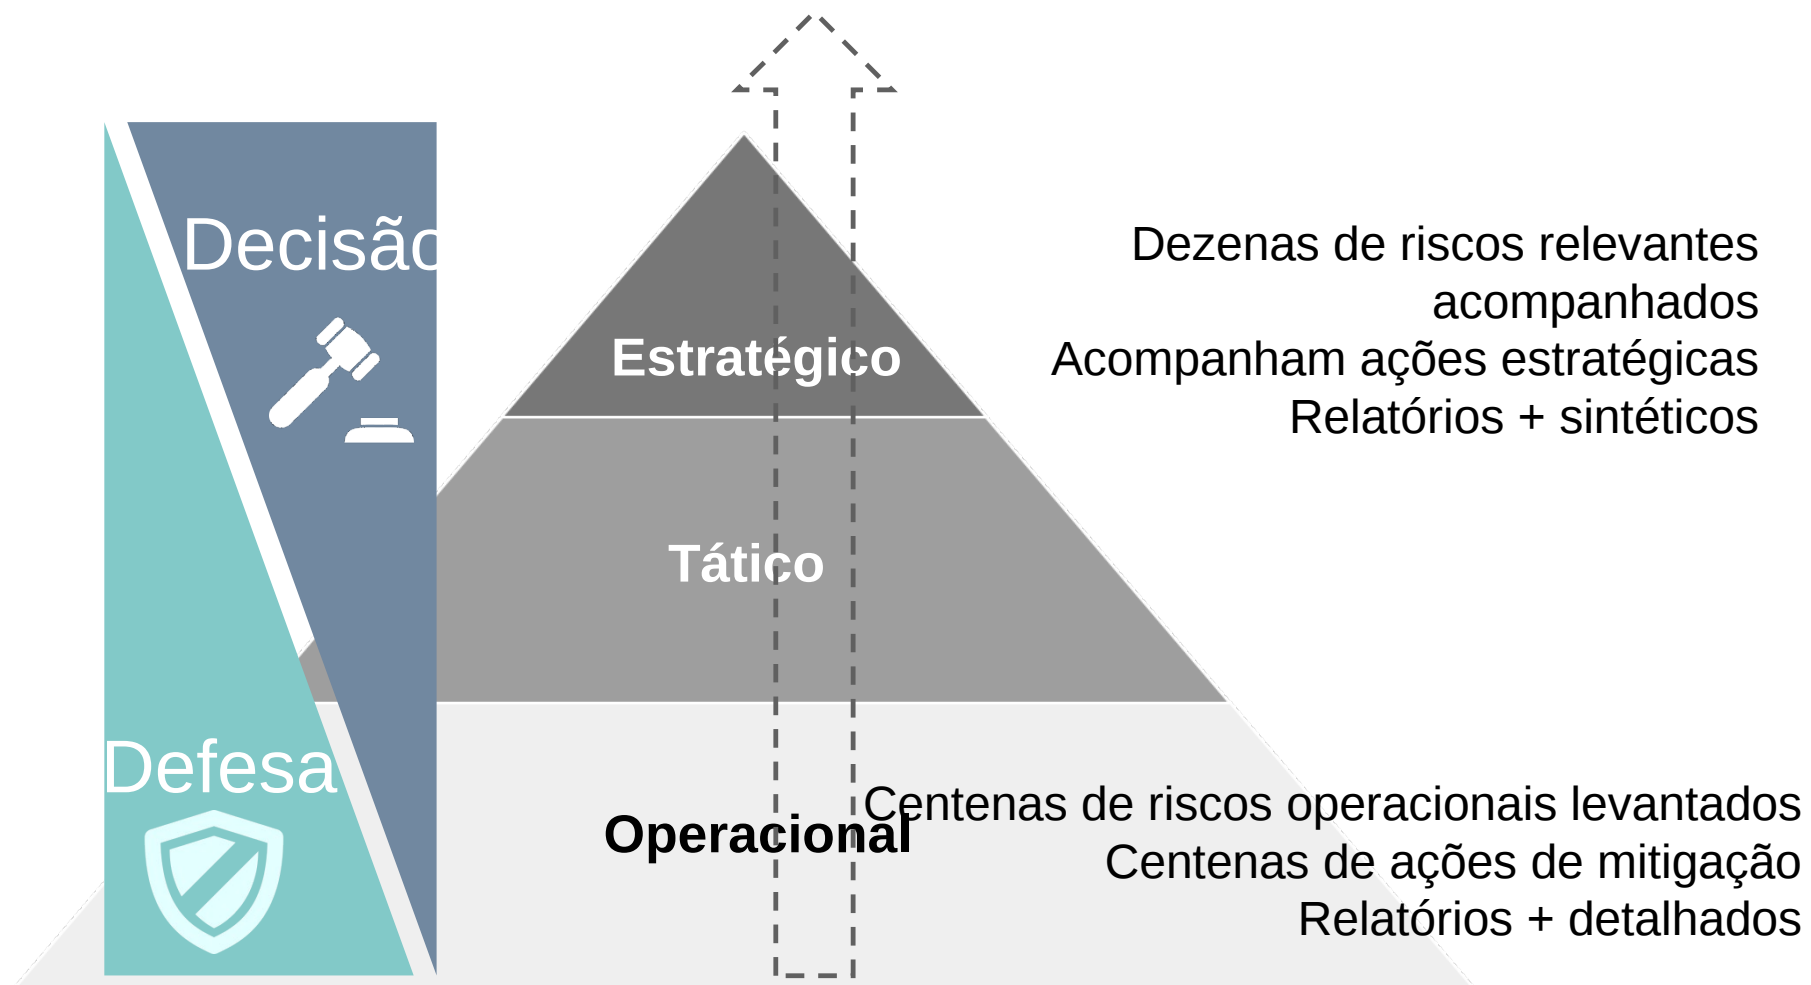 Decisão
Dezenas de riscos relevantes
acompanhados
Acompanham ações estratégicas
Relatórios + sintéticos
Estratégico
Tático
Defesa
Operacional
Centenas de riscos operacionais levantados
Centenas de ações de mitigação
Relatórios + detalhados